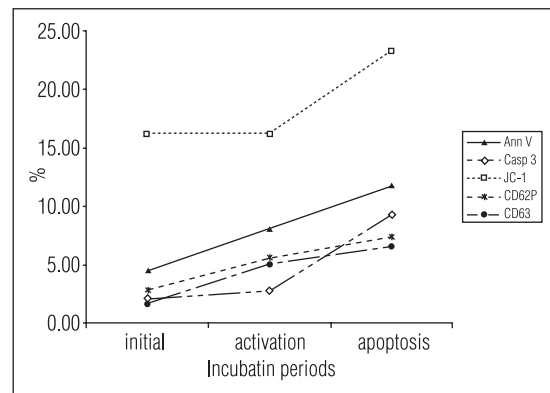 25.00
20.00
15.00
10.00
5.00
0.00
%
initial activation apoptosis
Incubatin periods
Ann V
Casp 3
JC-1
CD62P
CD63